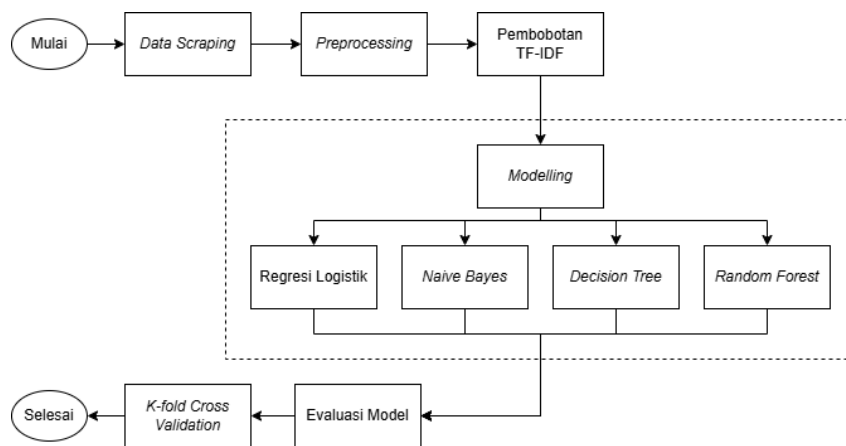 Mulai
Data Scraping
Preprocessing
Pembobotan
TF-IDF
Modelling
Regresi Logistik
Naive Bayes
Decision Tree
Random Forest
Selesai
K-fold Cross
Validation
Evaluasi Model